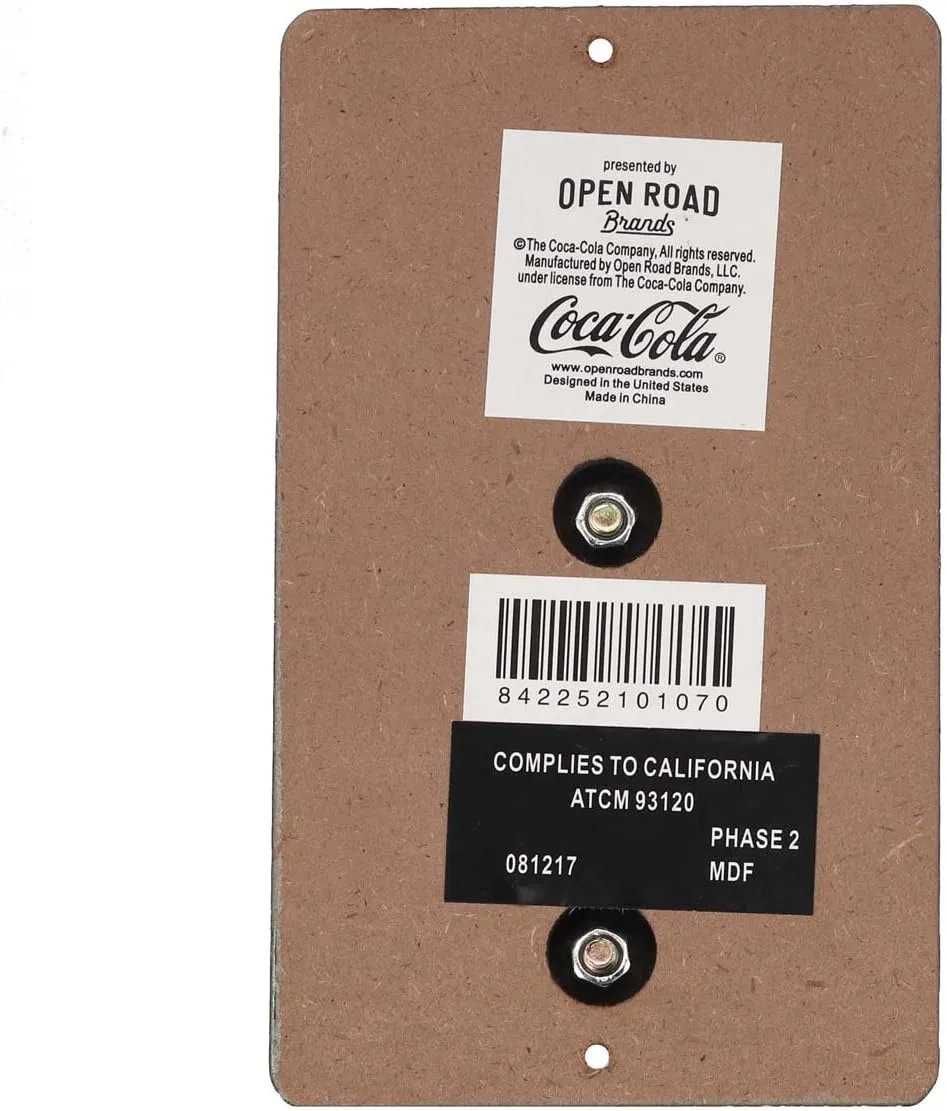 presented by
OPEN ROAD
Brands
©The Coca-Cola Company, All rights reserved.
Manufactured by Open Road Brands, LLC.
under license from The Coca-Cola Company.
Coca-Cola®
www.openroadbrands.com
Designed in the United States
Made in China
842252101070
COMPLIES TO CALIFORNIA
ATCM 93120
PHASE 2
081217 MDF